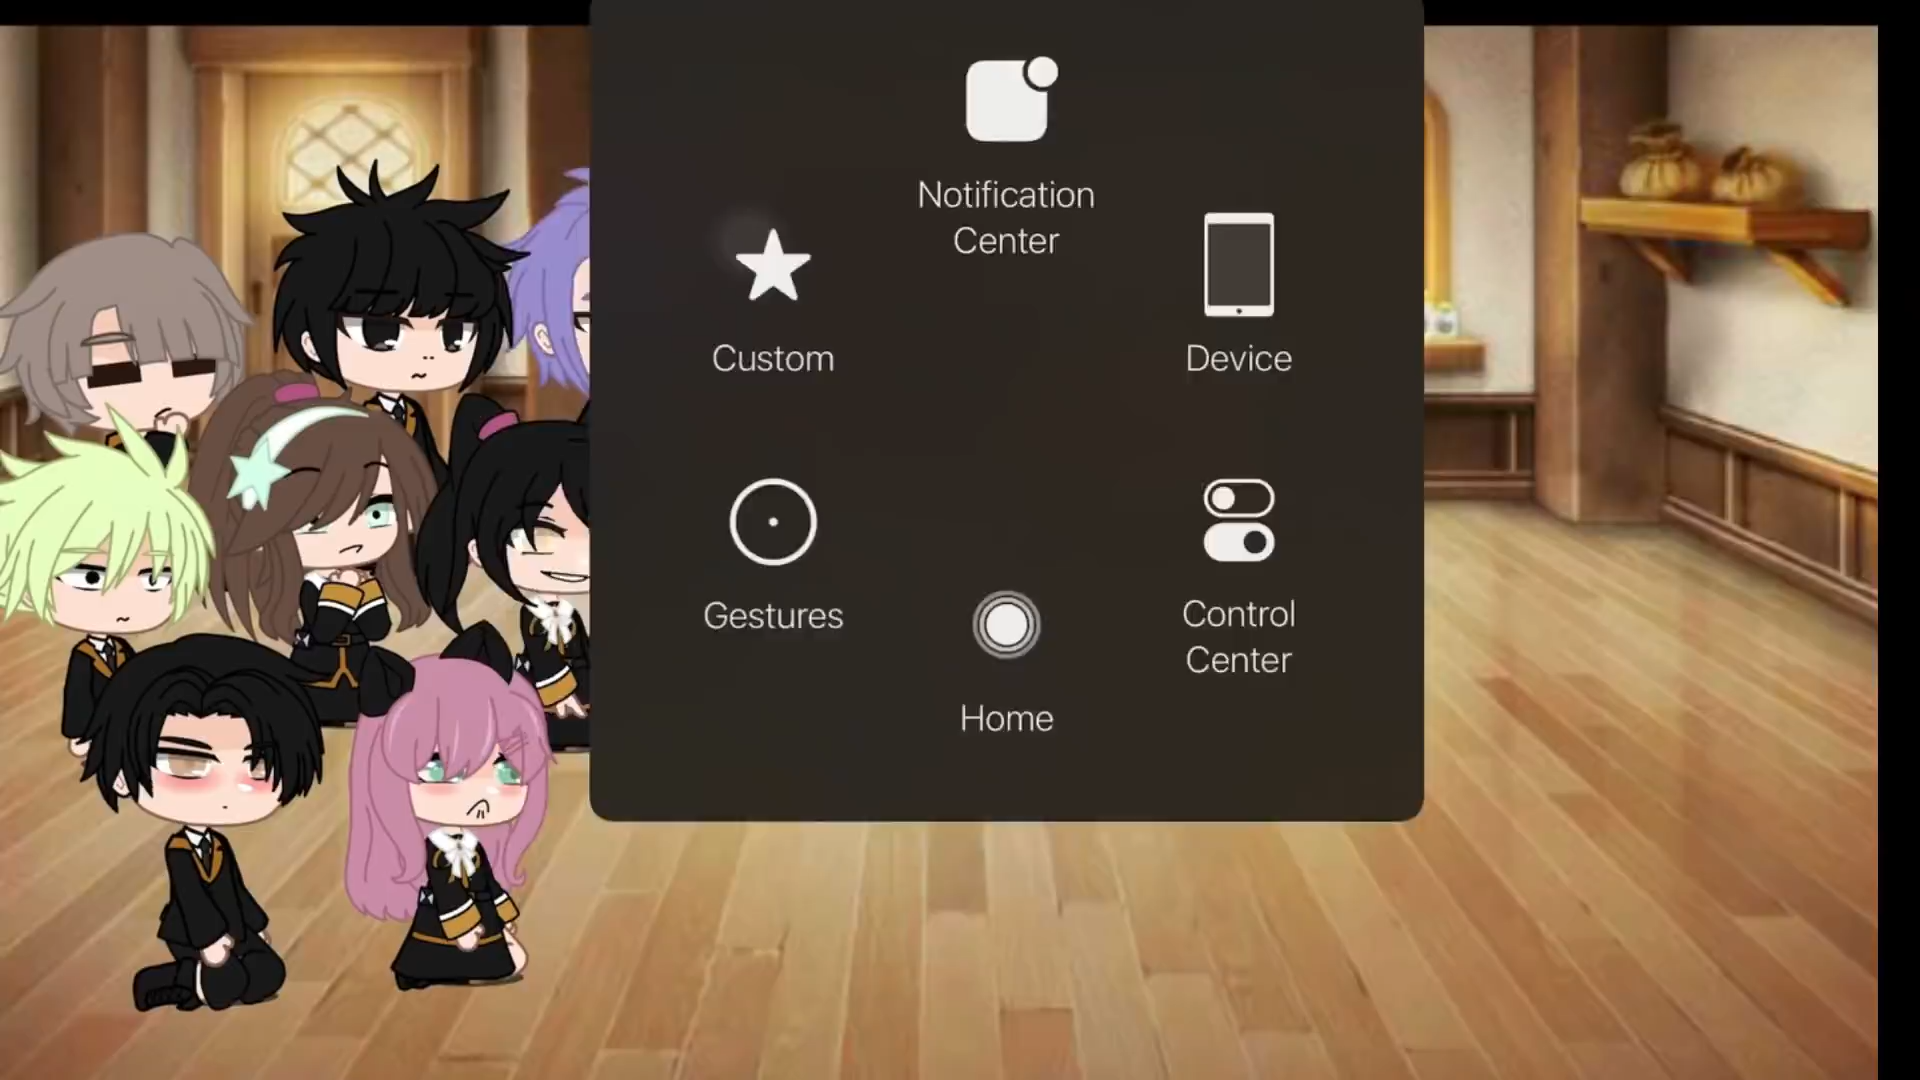 Notification
Center
Custom
Device
Gestures
Control
Center
Home